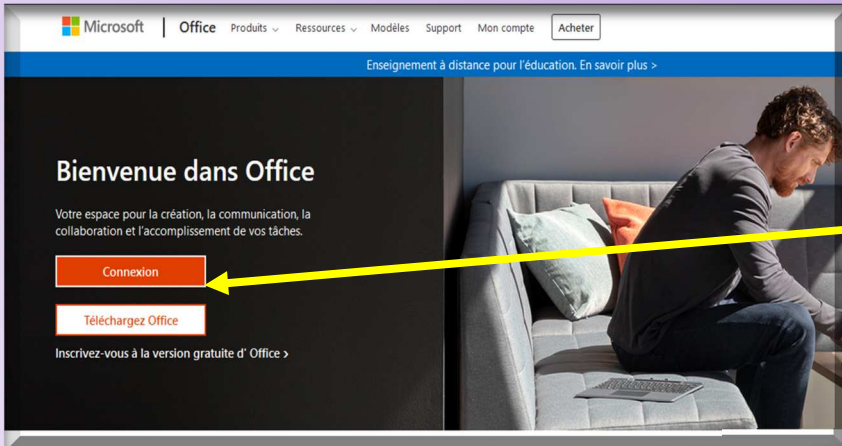 Microsoft | Office Produits Ressources Modèles Support Mon compte Acheter
Enseignement à distance pour l'éducation. En savoir plus >
Bienvenue dans Office
Votre espace pour la création, la communication, la
collaboration et l'accomplissement de vos tâches.
Connexion
Téléchargez Office
Inscrivez-vous à la version gratuite d' Office >